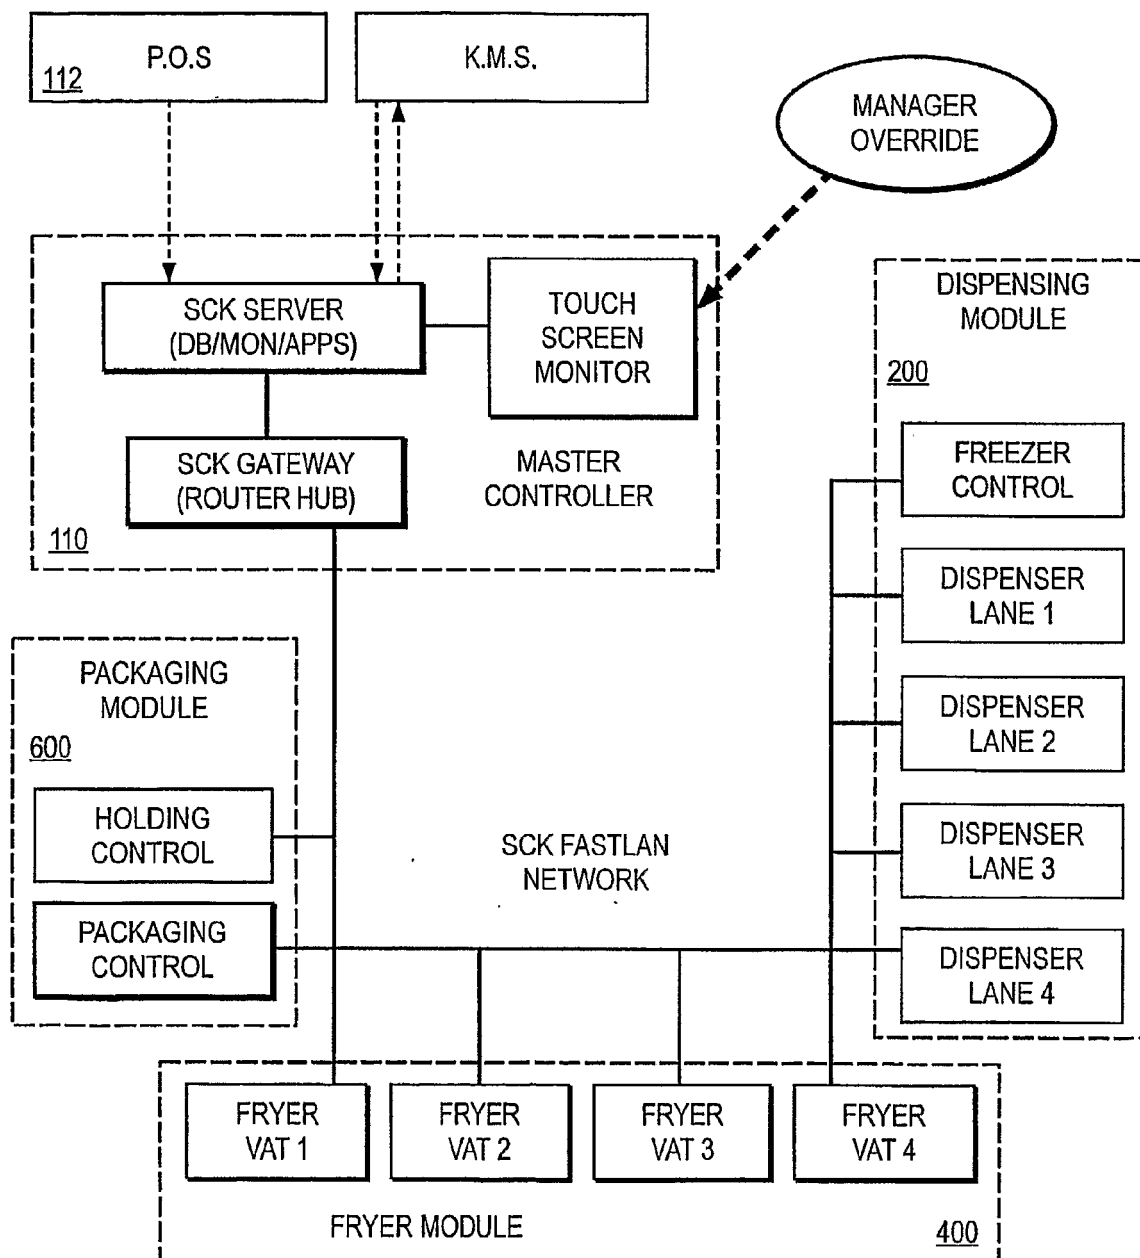 P.O.S
112
K.M.S.
MANAGER
OVERRIDE
SCK SERVER
(DB/MON/APPS)
TOUCH
SCREEN
MONITOR
SCK GATEWAY
(ROUTER HUB)
MASTER
CONTROLLER
110
DISPENSING
MODULE
200
FREEZER
CONTROL
DISPENSER
LANE 1
DISPENSER
LANE 2
DISPENSER
LANE 3
DISPENSER
LANE 4
PACKAGING
MODULE
600
HOLDING
CONTROL
PACKAGING
CONTROL
SCK FASTLAN
NETWORK
FRYER
VAT 1
FRYER
VAT 2
FRYER
VAT 3
FRYER
VAT 4
FRYER MODULE
400